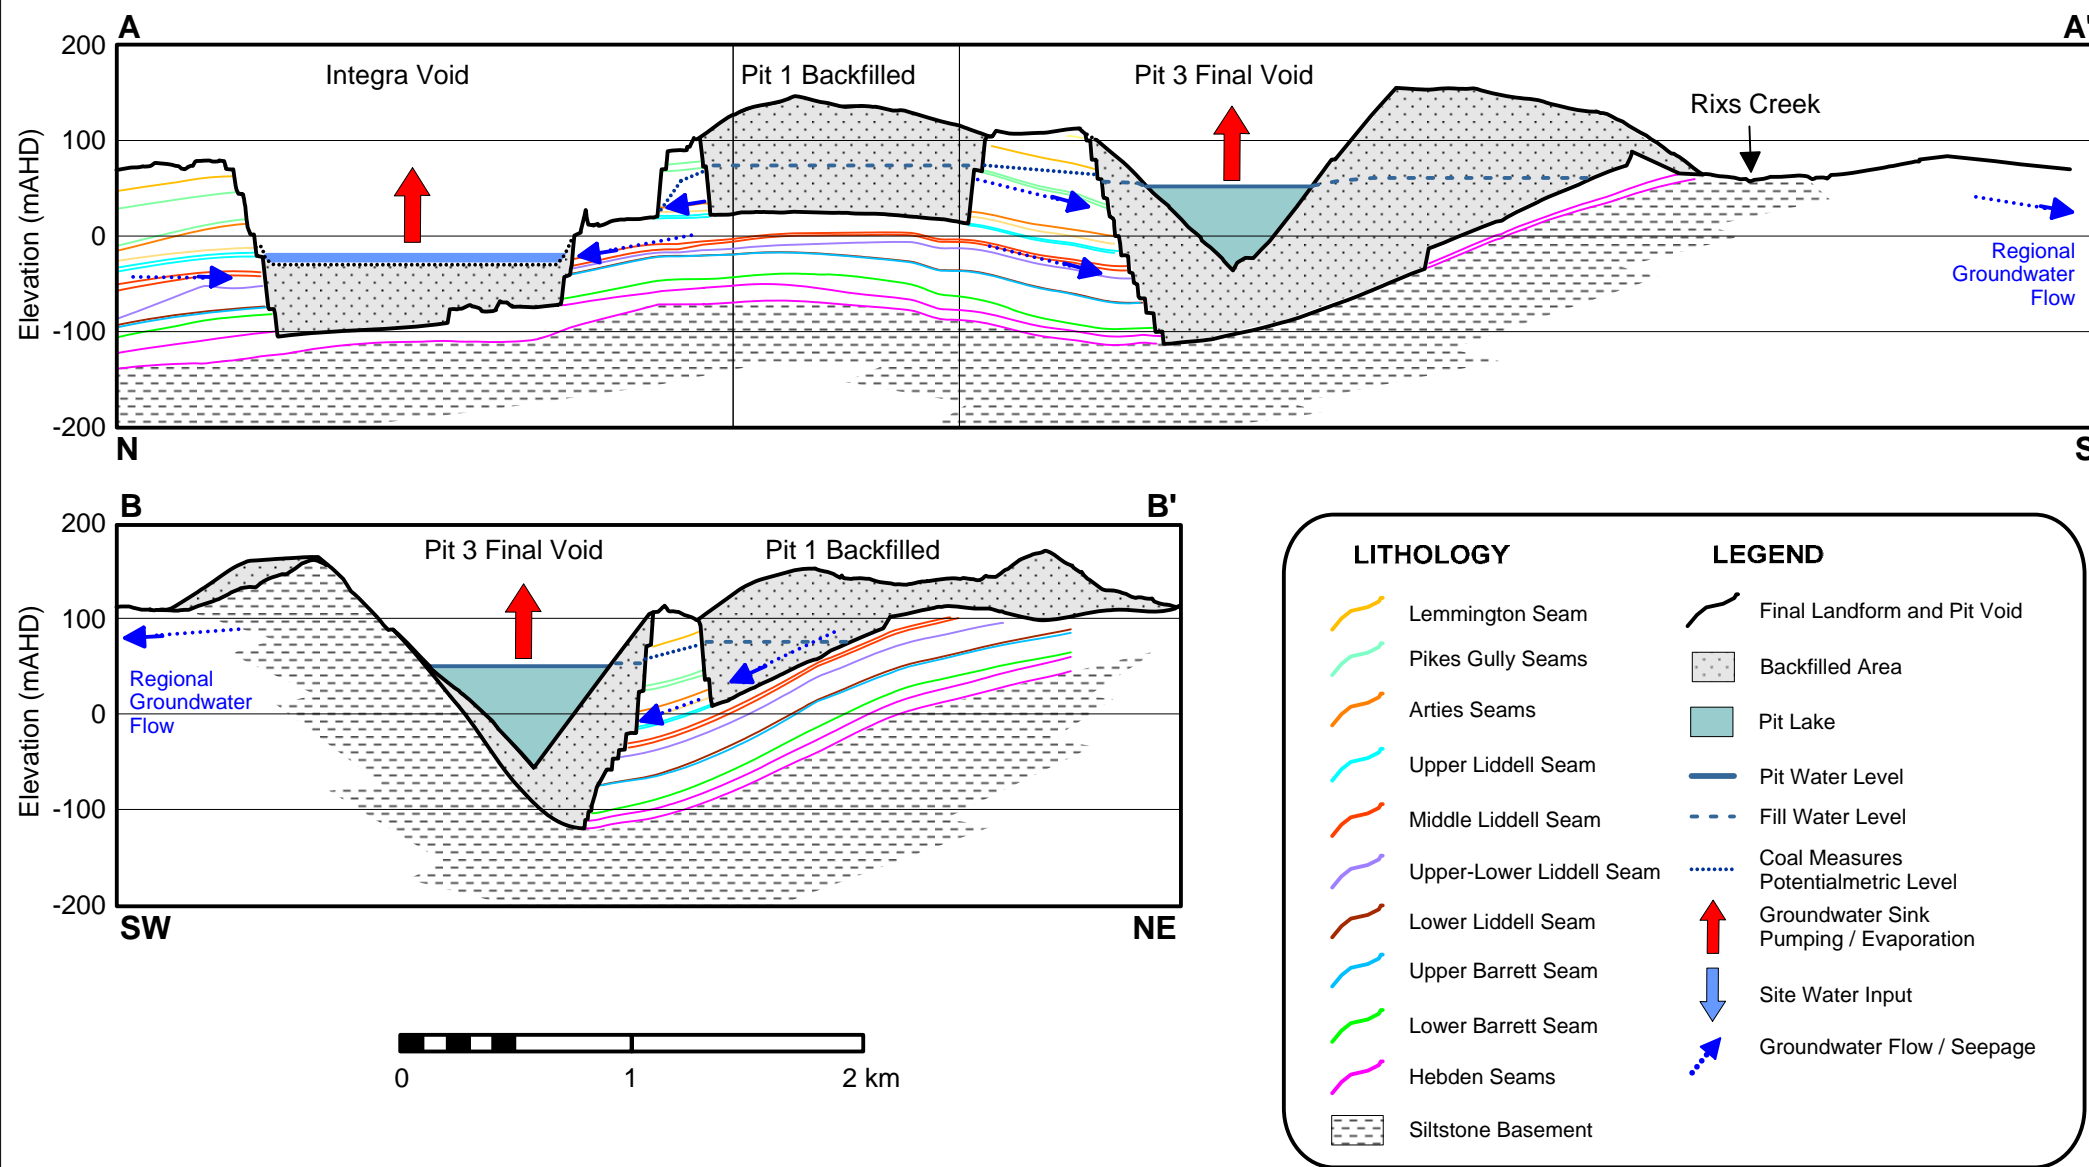 A
A'
200
100
0
-100
-200
Elevation (mAHD)
Integra Void
Pit 1 Backfilled
Pit 3 Final Void
Rixs Creek
Regional
Groundwater
Flow
N
S
B
B'
200
100
0
-100
-200
Elevation (mAHD)
Pit 3 Final Void
Pit 1 Backfilled
Regional
Groundwater
Flow
SW
NE
0 1 2 km
LITHOLOGY
Lemmington Seam
Pikes Gully Seams
Arties Seams
Upper Liddell Seam
Middle Liddell Seam
Upper-Lower Liddell Seam
Lower Liddell Seam
Upper Barrett Seam
Lower Barrett Seam
Hebden Seams
Siltstone Basement
LEGEND
Final Landform and Pit Void
Backfilled Area
Pit Lake
Pit Water Level
Fill Water Level
Coal Measures
Potentialmetric Level
Groundwater Sink
Pumping / Evaporation
Site Water Input
Groundwater Flow / Seepage